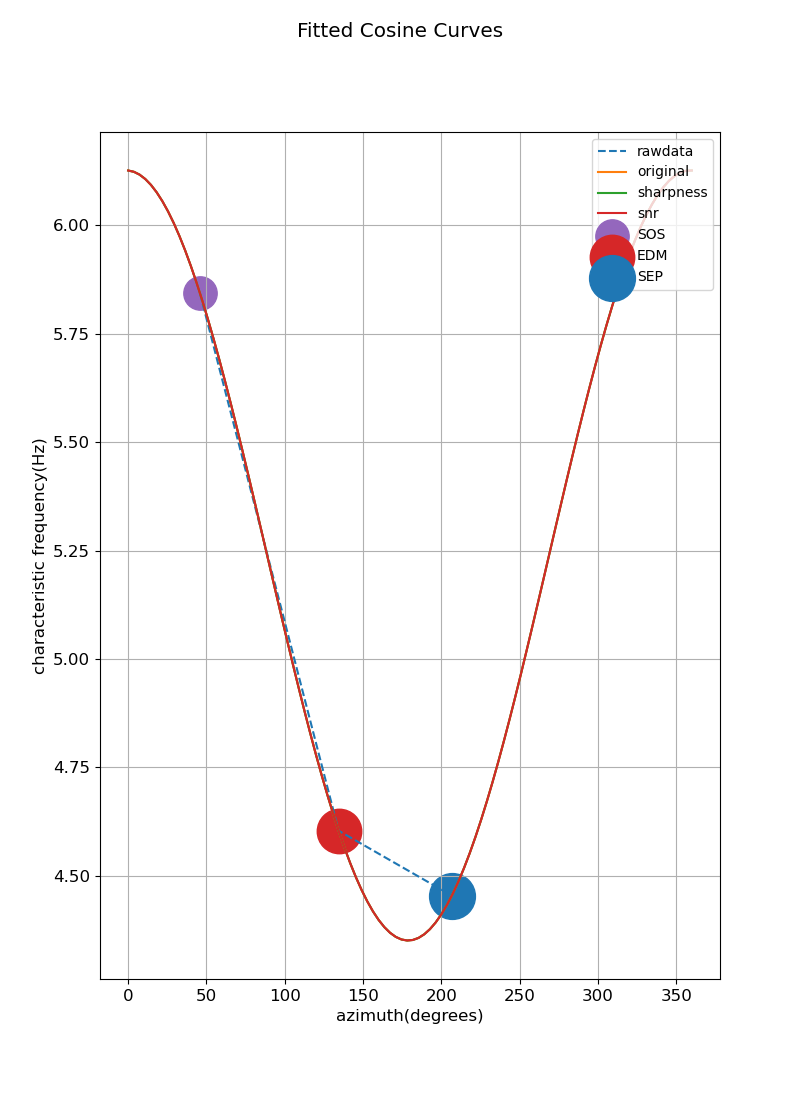 Fitted Cosine Curves
rawdata
original
sharpness
snr
SOS
EDM
SEP
6.00
5.75
5.50
5.25
5.00
4.75
4.50
characteristic frequency(Hz)
0 50 100 150 200 250 300 350
azimuth(degrees)